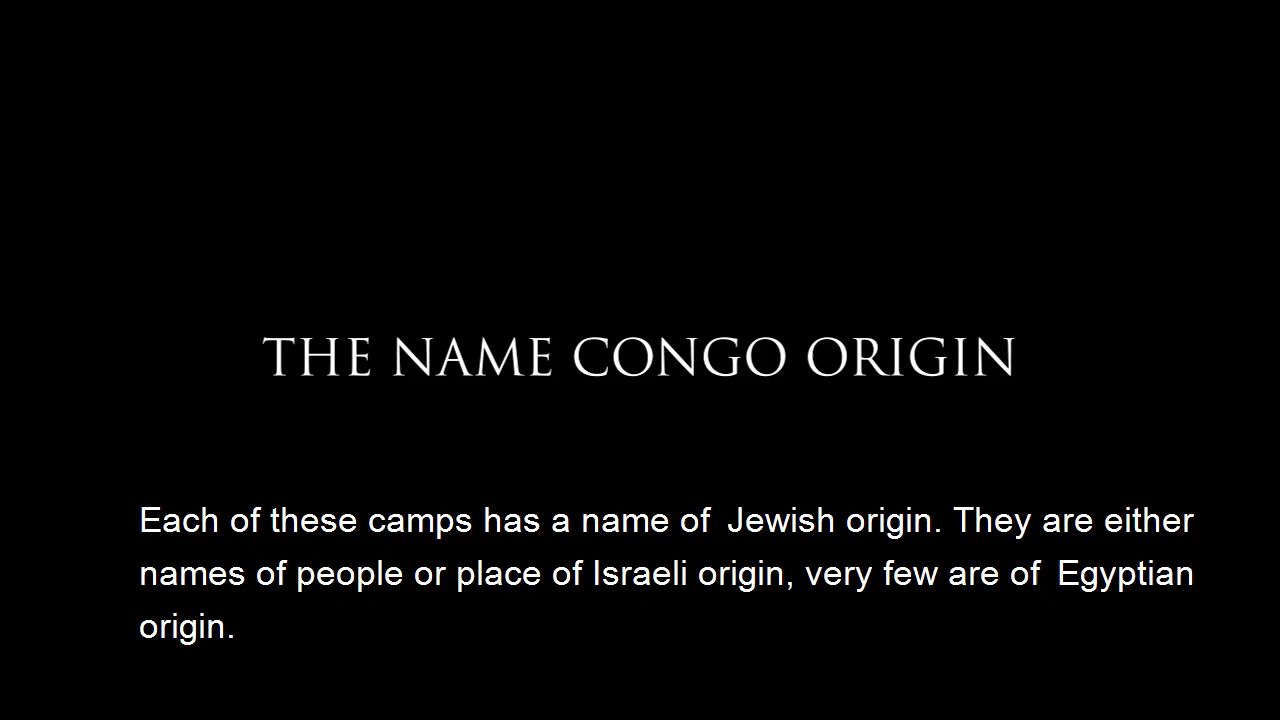 THE NAME CONGO ORIGIN
Each of these camps has a name of Jewish origin. They are either
names of people or place of Israeli origin, very few are of Egyptian
origin.